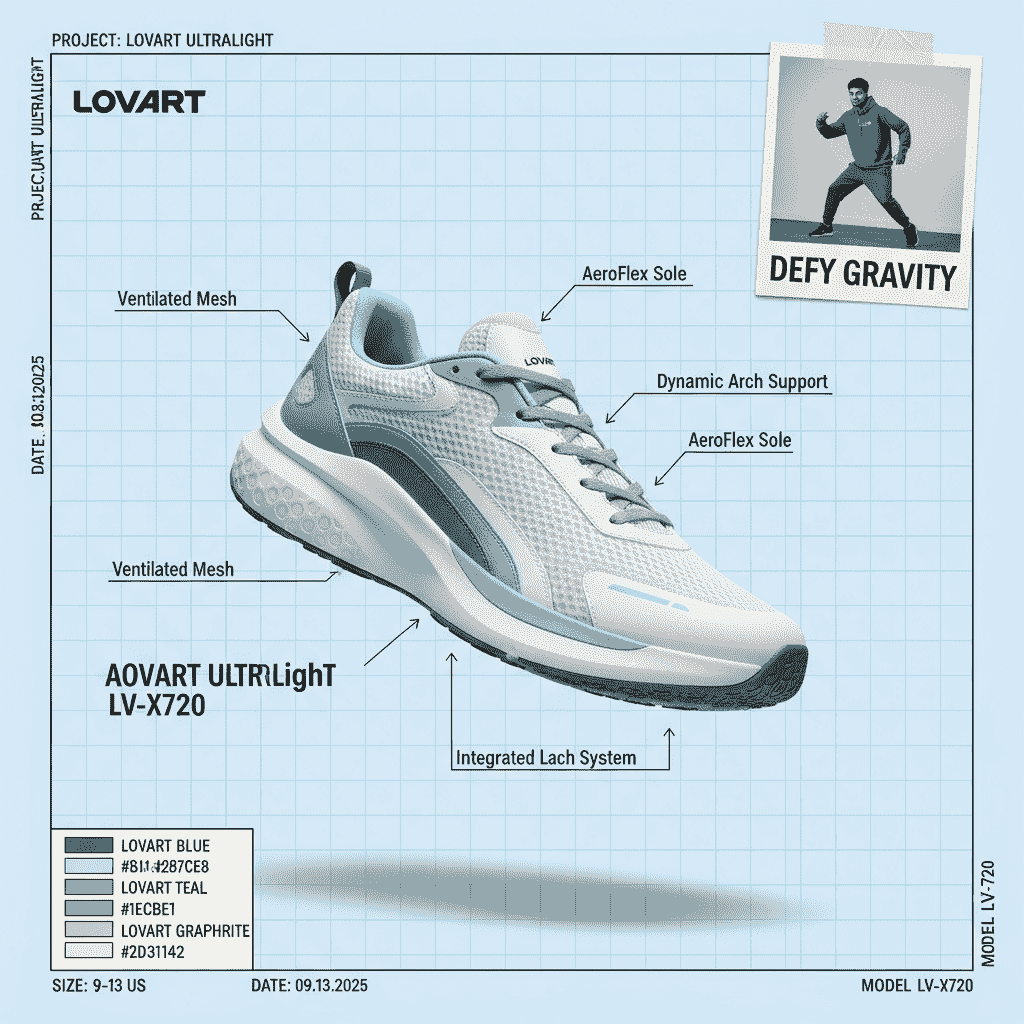 PROJECT: LOVART ULTRALIGHT
LOVART
DEFY GRAVITY
AeroFlex Sole
Ventilated Mesh
LOVART
Dynamic Arch Support
AeroFlex Sole
Ventilated Mesh
AOVART ULTRLighT
LV-X720
Integrated Lach System
LOVART BLUE
LOVART TEAL
#1ECBE1
LOVART GRAPHRITE
#2D31142
MODEL LV-720
SIZE: 9-13 US
DATE: 09.13.2025
MODEL LV-X720